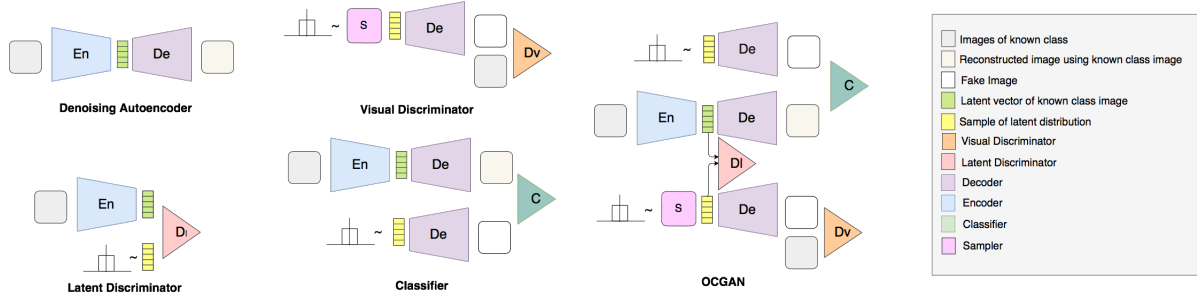 En
De
Denoising Autoencoder
~
S
De
Dv
Visual Discriminator
En
Dl
~
Latent Discriminator
En
De
C
~
De
Classifier
~
De
C
En
De
Dl
~
S
De
Dv
OCGAN
Images of known class
Reconstructed image using known class image
Fake Image
Latent vector of known class image
Sample of latent distribution
Visual Discriminator
Latent Discriminator
Decoder
Encoder
Classifier
Sampler